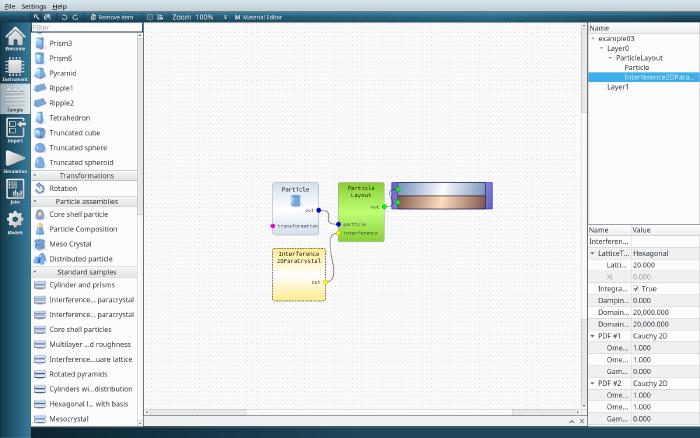 File Settings Help
Remove item
Zoom 100%
Material Editor
Welcome
Instrument
Sample
Import
Simulation
Jobs
Models
Filter
Prism3
Prism6
Pyramid
Ripple1
Ripple2
Tetrahedron
Truncated cube
Truncated sphere
Truncated spheroid
Transformations
Rotation
Particle assemblies
Core shell particle
Particle Composition
Meso Crystal
Distributed particle
Standard samples
Cylinder and prisms
Interference... paracrystal
Interference... paracrystal
Core shell particles
Multilayer ...d roughness
Interference...uare lattice
Rotated pyramids
Cylinders wi...distribution
Hexagonal l... with basis
Mesocrystal
Particle
out
transformation
Particle
Layout
out
particle
interference
Interference
2DParaCrystal
out
Name
example03
Layer0
ParticleLayout
Particle
Interference2DPara...
Layer1
Name Value
Interferen...
LatticeT... Hexagonal
Latti... 20.000
Xi 0.000
Integra... True
Dampin... 0.000
Domain... 20,000.000
Domain... 20,000.000
PDF #1 Cauchy 2D
Ome... 1.000
Ome... 1.000
Gam... 0.000
PDF #2 Cauchy 2D
Ome... 1.000
Ome... 1.000
Gam... 0.000